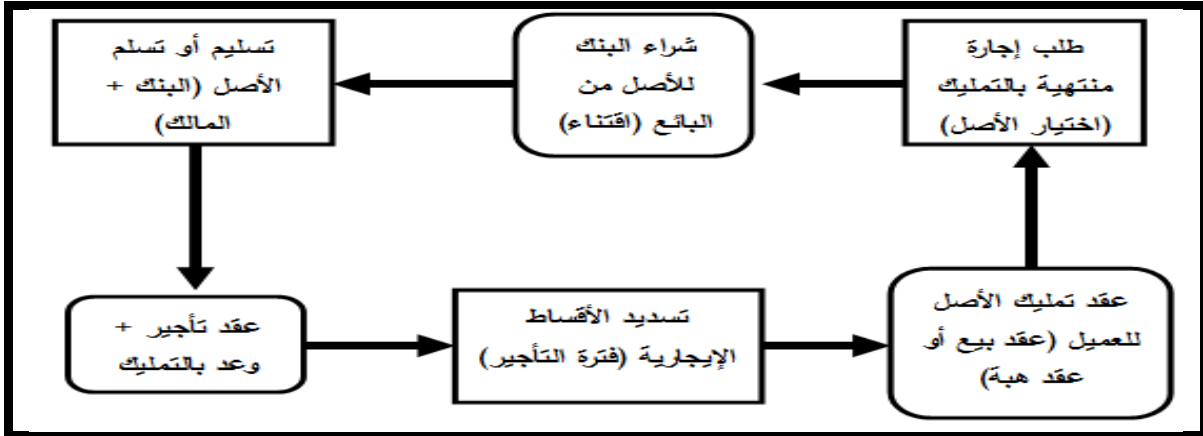 طلب إجارة
منتهية بالتمليك
(اختيار الأصل)
شراء البنك
للأصل من
البائع (اقتناء)
تسليم أو تسلم
الأصل (البنك +
المالك)
عقد تأجير +
وعد بالتمليك
تسديد الأقساط
الإيجارية (فترة التأجير)
عقد تمليك الأصل
للعميل (عقد بيع أو
عقد هبة)